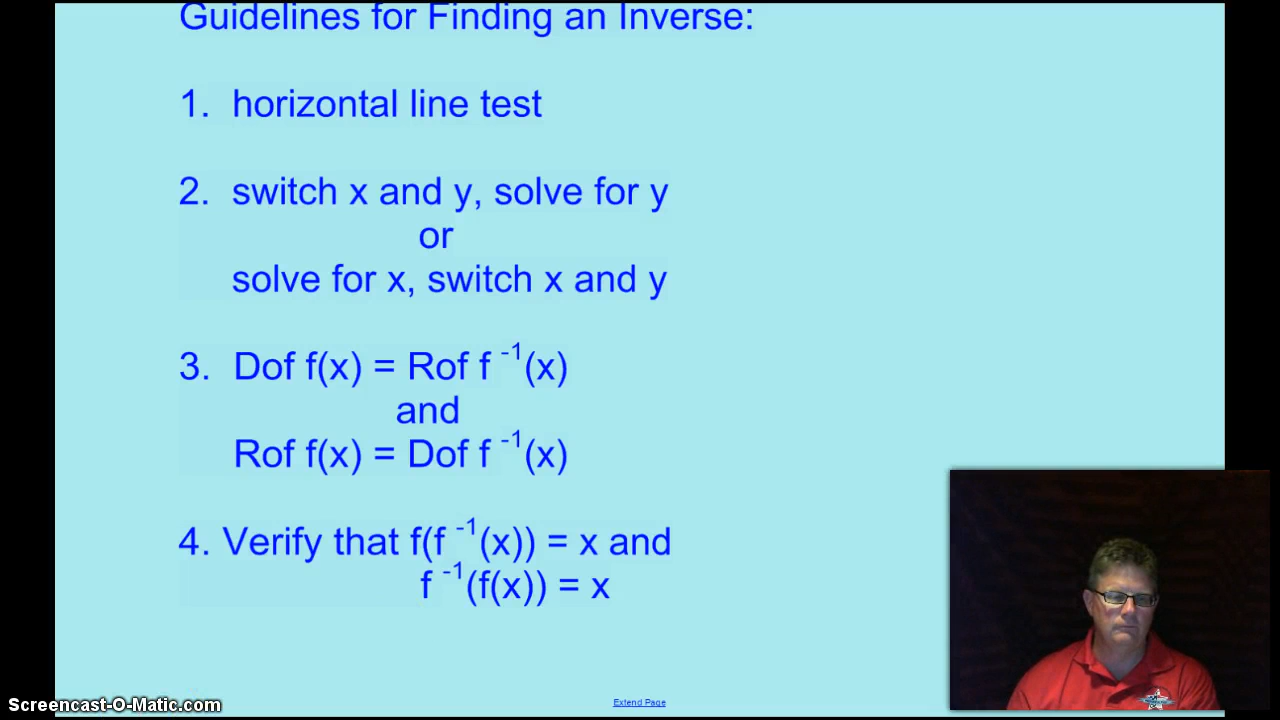 Guidelines for Finding an Inverse:
1. horizontal line test
2. switch x and y, solve for y
or
solve for x, switch x and y
3. Dof f(x) = Rof f ⁻¹(x)
and
Rof f(x) = Dof f ⁻¹(x)
4. Verify that f(f ⁻¹(x)) = x and
f ⁻¹(f(x)) = x
Extend Page
Screencast-O-Matic.com